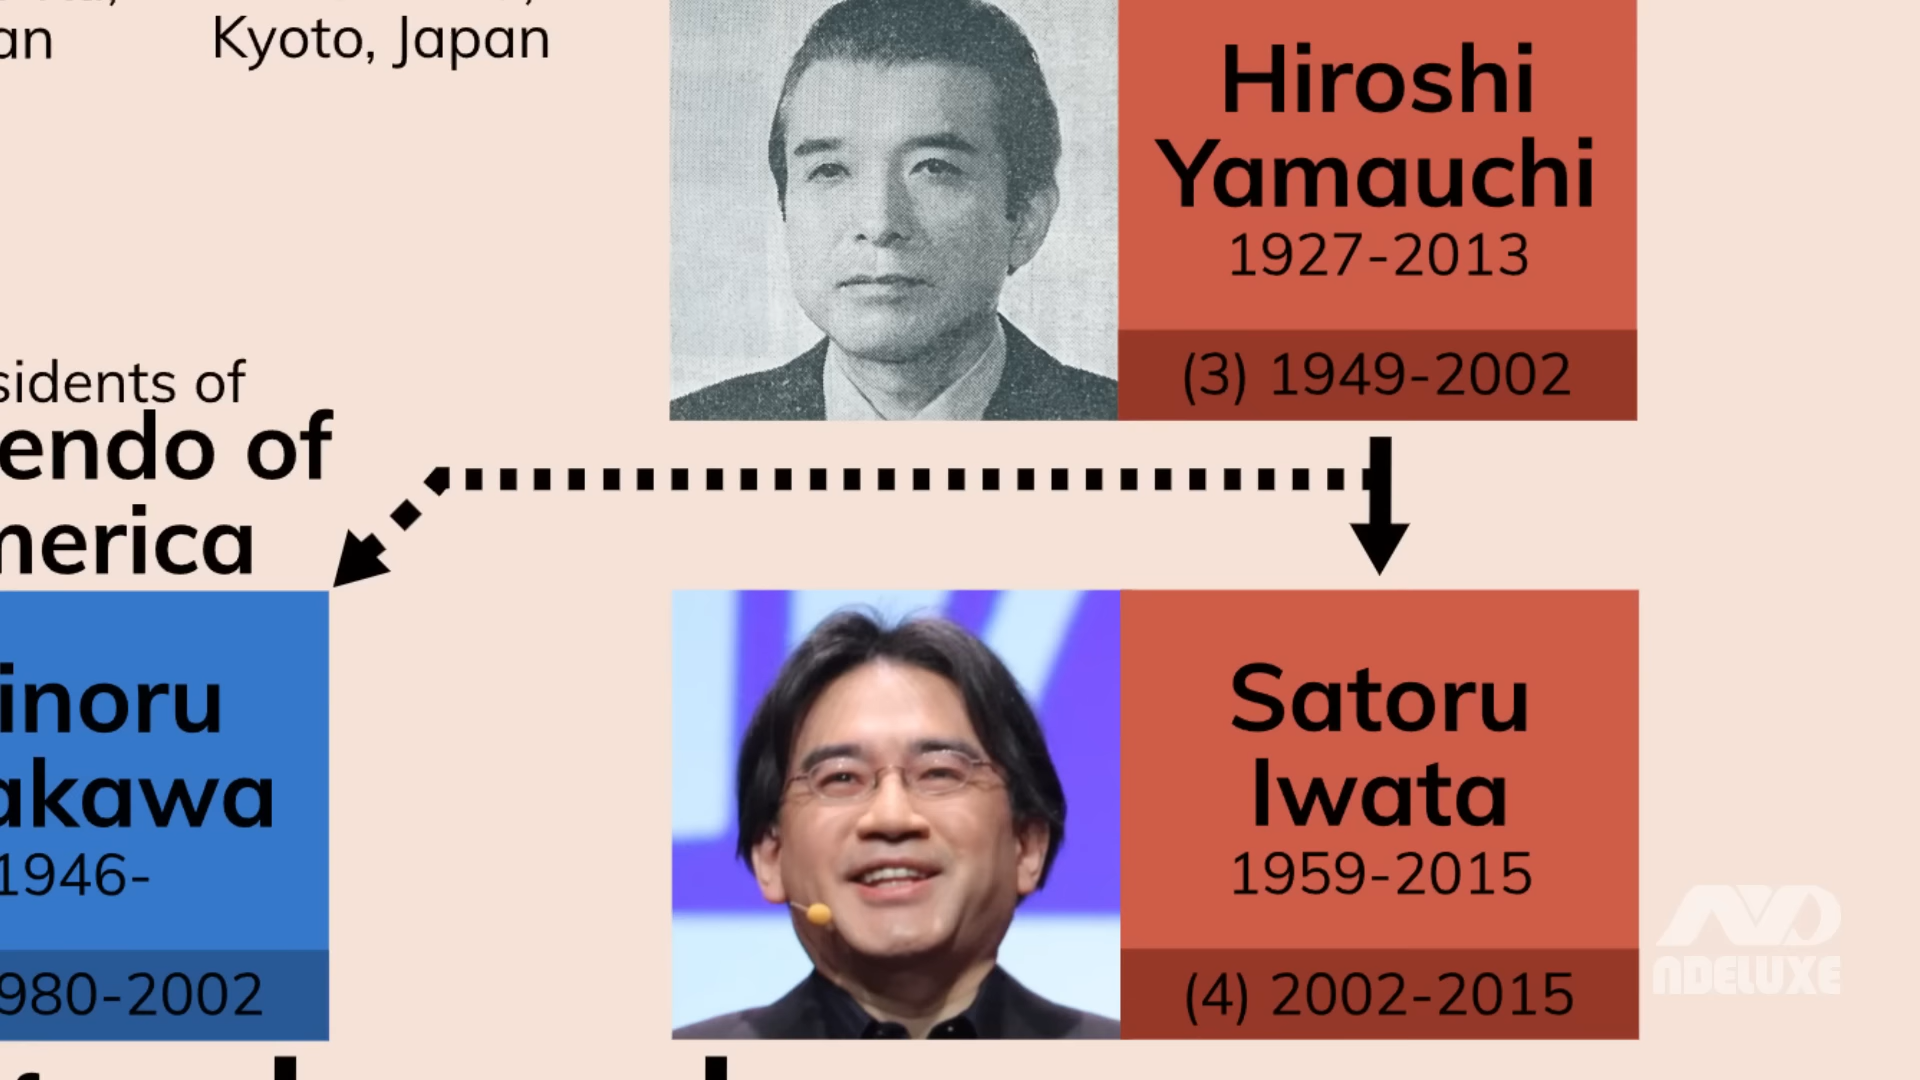 an
Kyoto, Japan
Hiroshi
Yamauchi
1927-2013
(3) 1949-2002
sidents of
endo of
merica
inoru
akawa
1946-
980-2002
Satoru
Iwata
1959-2015
(4) 2002-2015
NDELUXE